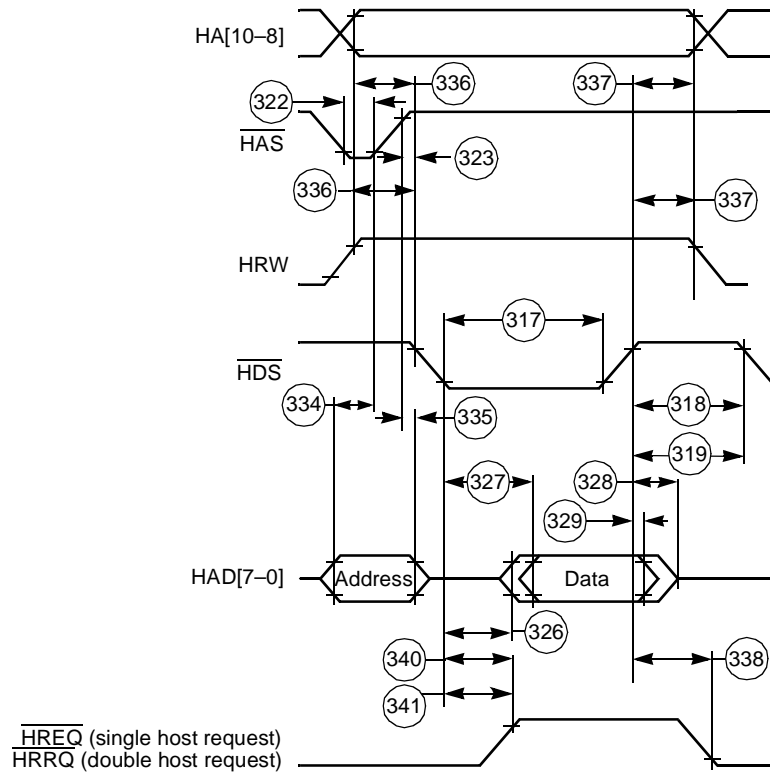 HA[10–8]
336
337
322
HAS
323
336
337
HRW
317
HDS
334
335
318
319
327
328
329
HAD[7–0]
Address
Data
326
340
338
341
HREQ (single host request)
HRRQ (double host request)